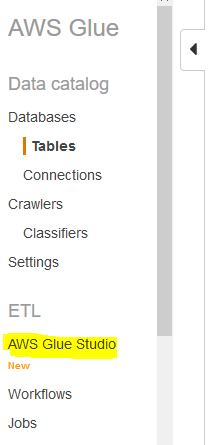 AWS Glue
Data catalog
Databases
Tables
Connections
Crawlers
Classifiers
Settings
ETL
AWS Glue Studio
New
Workflows
Jobs